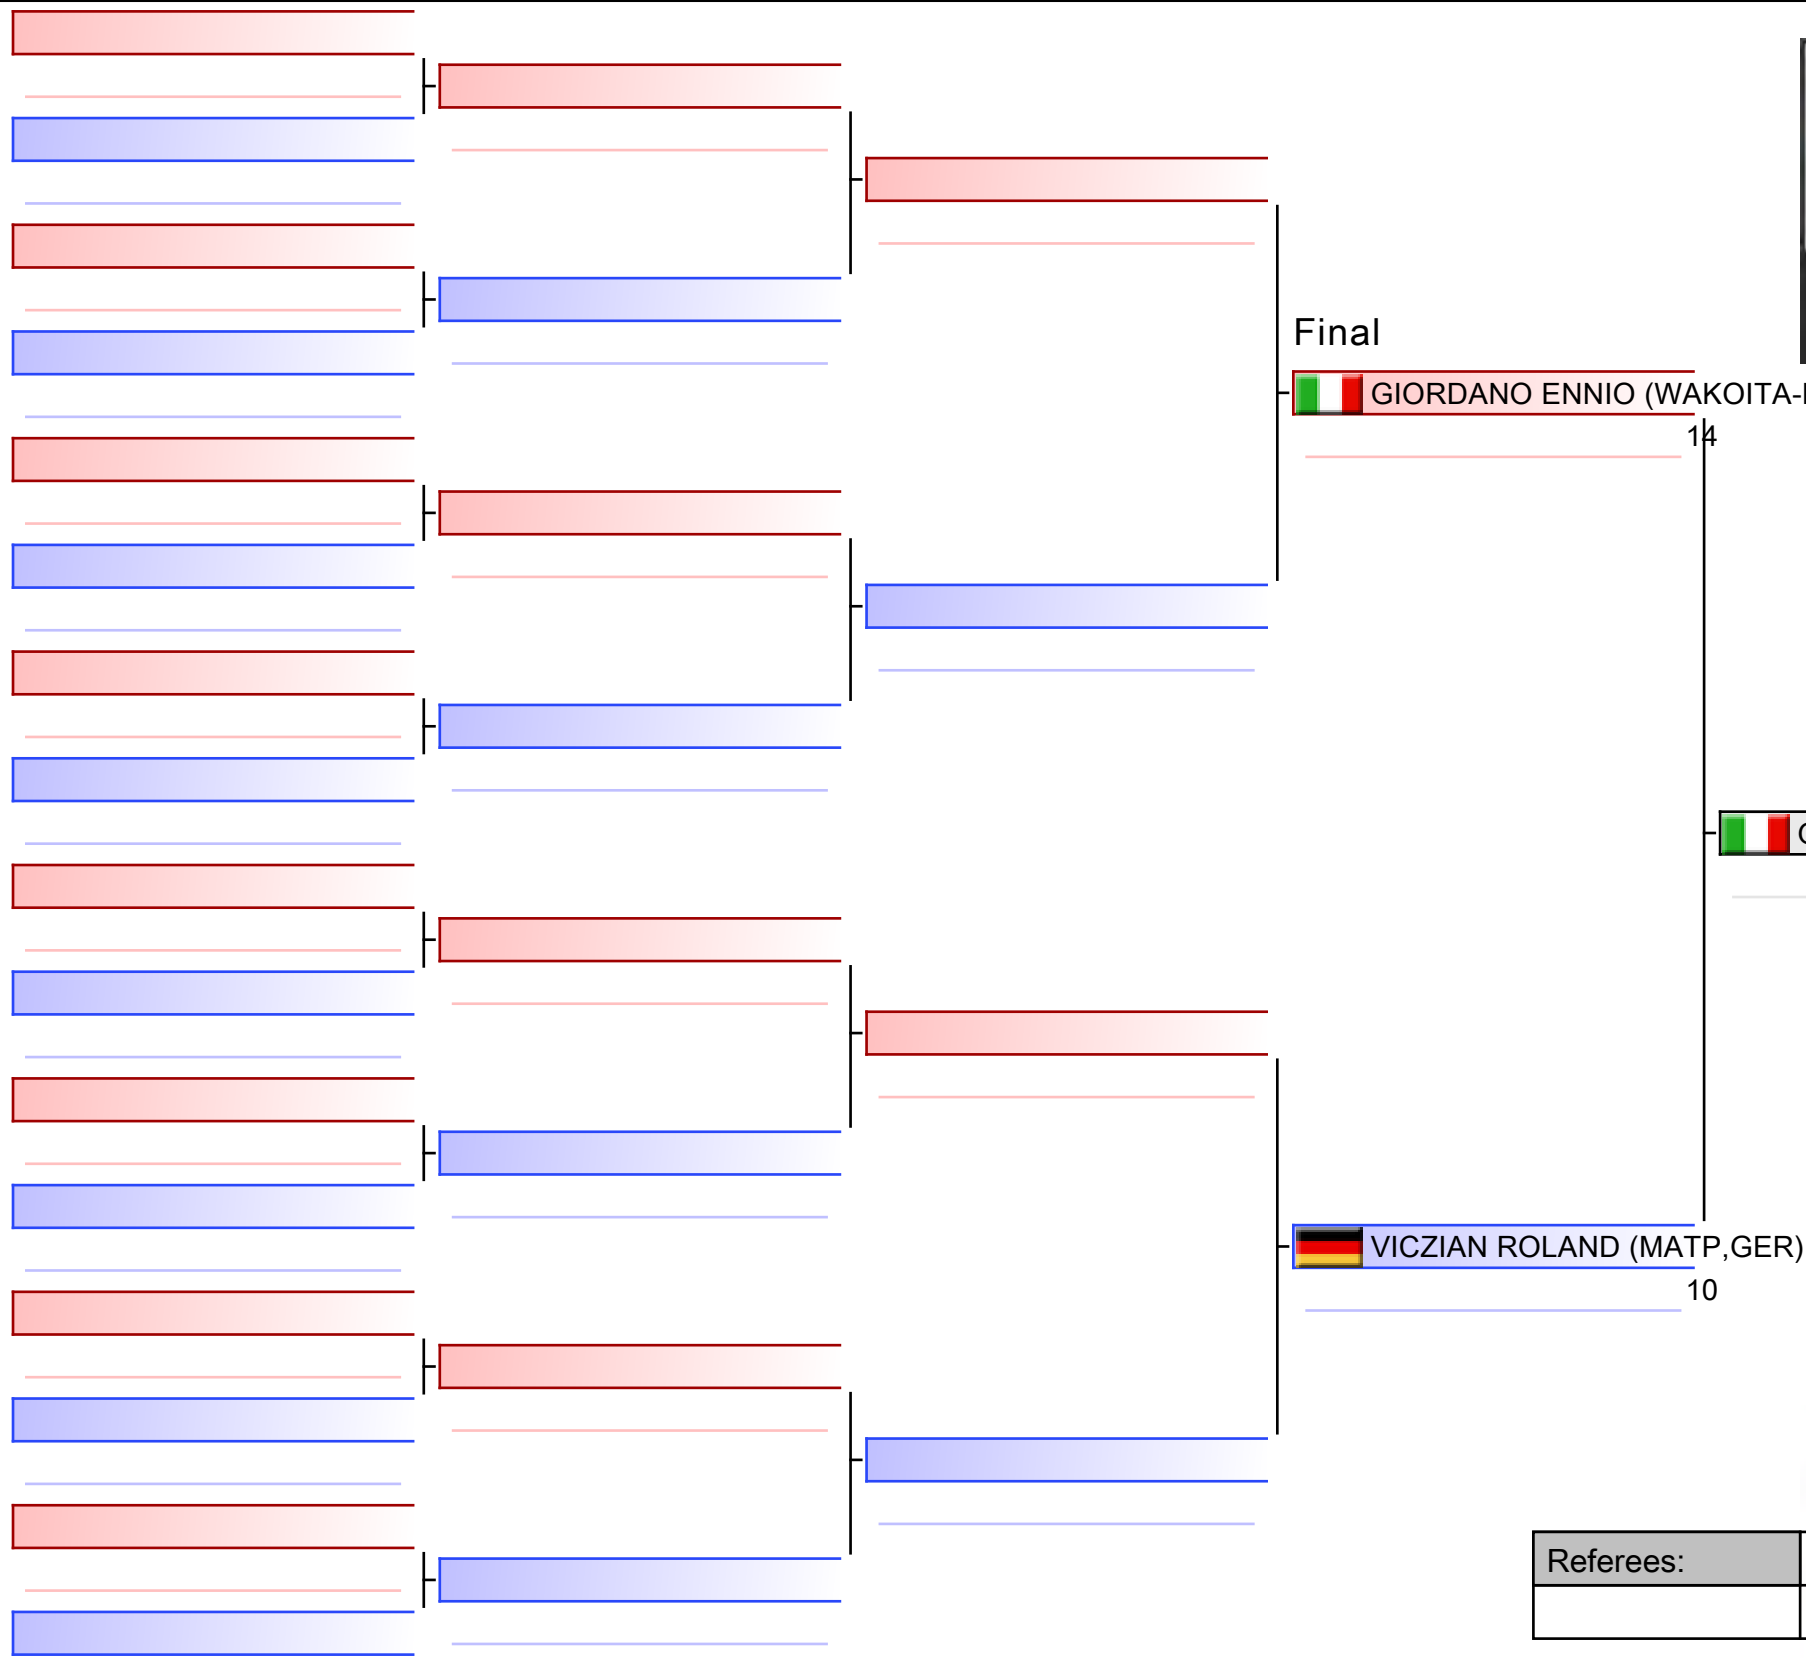 Final
GIORDANO ENNIO (WAKOITA-
14
VICZIAN ROLAND (MATP,GER)
10
Referees: